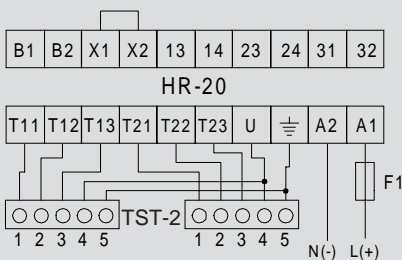 B1 B2 X1 X2 13 14 23 24 31 32
HR-20
T11 T12 T13 T21 T22 T23 U A2 A1
F1
TST-2
1 2 3 4 5 1 2 3 4 5
N(-) L(+)